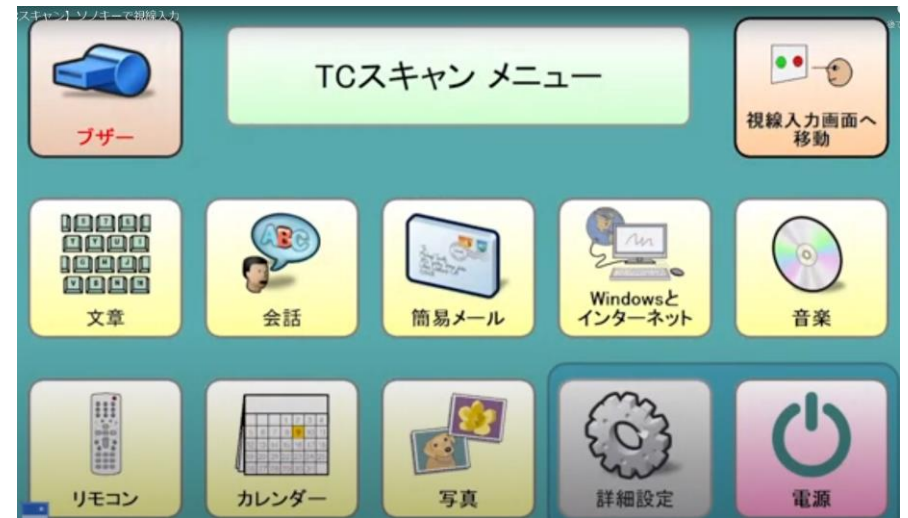 スキャン】ソノキーで視線入力
TCスキャン メニュー
ブザー
視線入力画面へ
移動
文章
会話
ABC
簡易メール
Windowsと
インターネット
音楽
リモコン
カレンダー
写真
詳細設定
電源